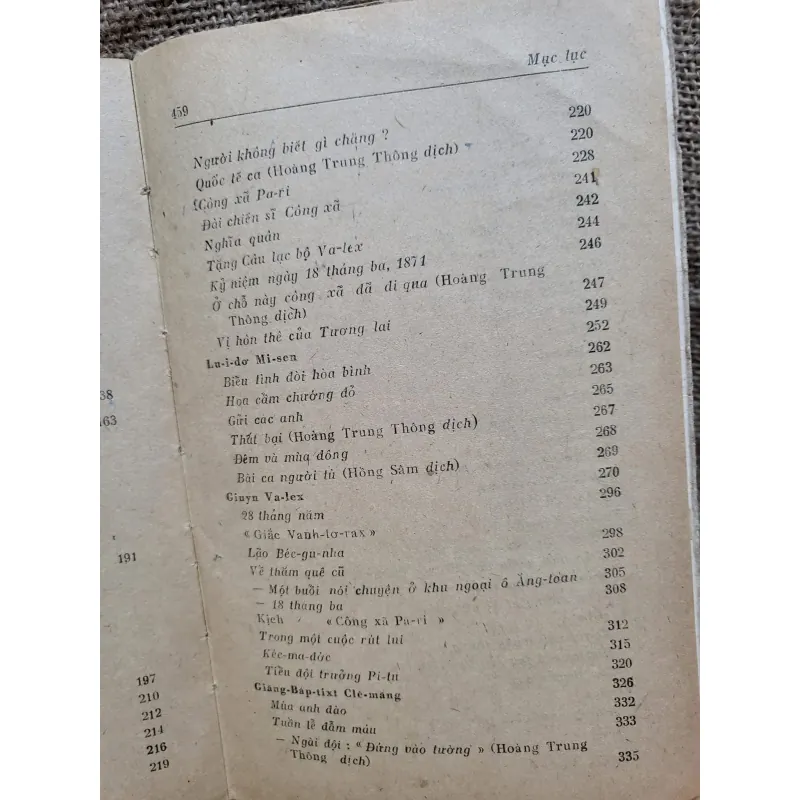 38
63
191
197
210
212
214
216
219
459 Mục lục
Người không biết gì chăng ? 220
Quốc tế ca (Hoàng Trung Thông dịch) 220
Công xã Pa-ri 228
Đài chiến sĩ Công xã 241
Nghĩa quân 242
Tặng Câu lạc bộ Va-lex 244
Kỷ niệm ngày 18 tháng ba, 1871 246
Ở chỗ này công xã đã đi qua (Hoàng Trung
Thông dịch) 247
Vị hôn thê của Tương lai 249
Lu-i-dơ Mi-sen 252
Biểu tình đòi hòa bình 262
Hoa cẩm chướng đỏ 263
Gửi các anh 265
Thất bại (Hoàng Trung Thông dịch) 267
Đêm và mùa đông 268
Bài ca người tù (Hồng Sâm dịch) 269
Giuyn Va-lex 270
28 tháng năm 296
« Giấc Vanh-tơ-rax »
Lão Béc-gu-nha 298
Về thăm quê cũ 302
— Một buổi nói chuyện ở khu ngoại ô Ăng-toan 305
— 18 tháng ba 308
Kịch « Công xã Pa-ri »
Trong một cuộc rút lui 312
Kéc-ma-đớc 315
Tiểu đội trưởng Pi-tu 320
Giăng-Báp-tixt Clê-măng 326
Mùa anh đào 332
Tuần lễ đẫm máu 333
— Ngài đội : « Đứng vào tường » (Hoàng Trung
Thông dịch) 335